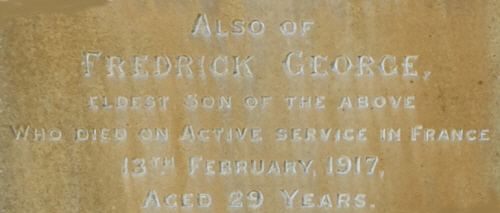 ALSO OF
FREDRICK GEORGE,
ELDEST SON OF THE ABOVE
WHO DIED ON ACTIVE SERVICE IN FRANCE
13TH FEBRUARY, 1917,
AGED 29 YEARS.